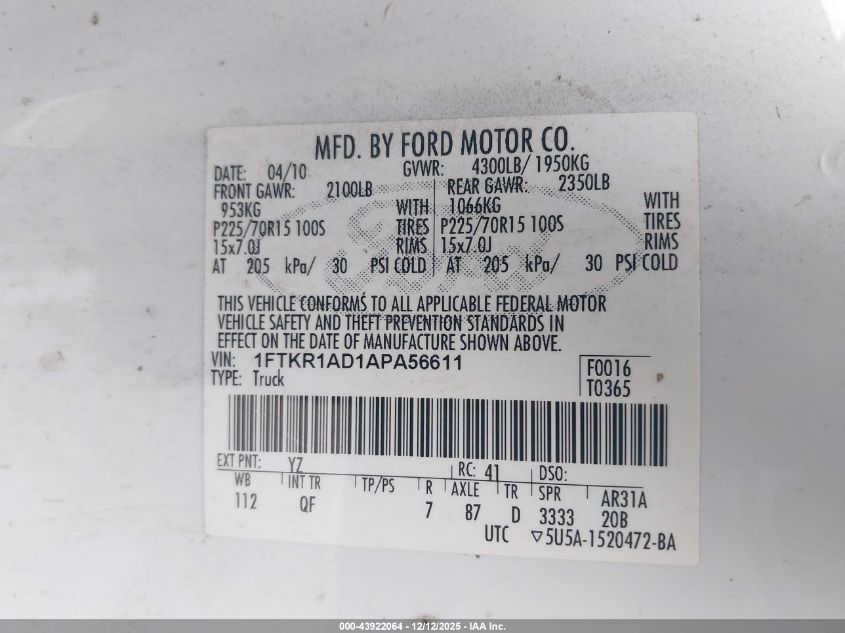 MFD. BY FORD MOTOR CO.
DATE: 04/10 GVWR: 4300LB/ 1950KG
FRONT GAWR: 2100LB REAR GAWR: 2350LB
953KG WITH 1066KG WITH
P225/70R15 100S TIRES P225/70R15 100S TIRES
15x7.0J RIMS 15x7.0J RIMS
AT 205 kPa/ 30 PSI COLD AT 205 kPa/ 30 PSI COLD
THIS VEHICLE CONFORMS TO ALL APPLICABLE FEDERAL MOTOR
VEHICLE SAFETY AND THEFT PREVENTION STANDARDS IN
EFFECT ON THE DATE OF MANUFACTURE SHOWN ABOVE.
VIN: 1FTKR1AD1APA56611
TYPE: Truck
F0016
T0365
EXT PNT: YZ RC: 41 DSO:
WB INT TR TP/PS R AXLE TR SPR AR31A
112 QF 7 87 D 3333 20B
UTC ▽5U5A-1520472-BA
000-43922064 - 12/12/2025 - IAA Inc.